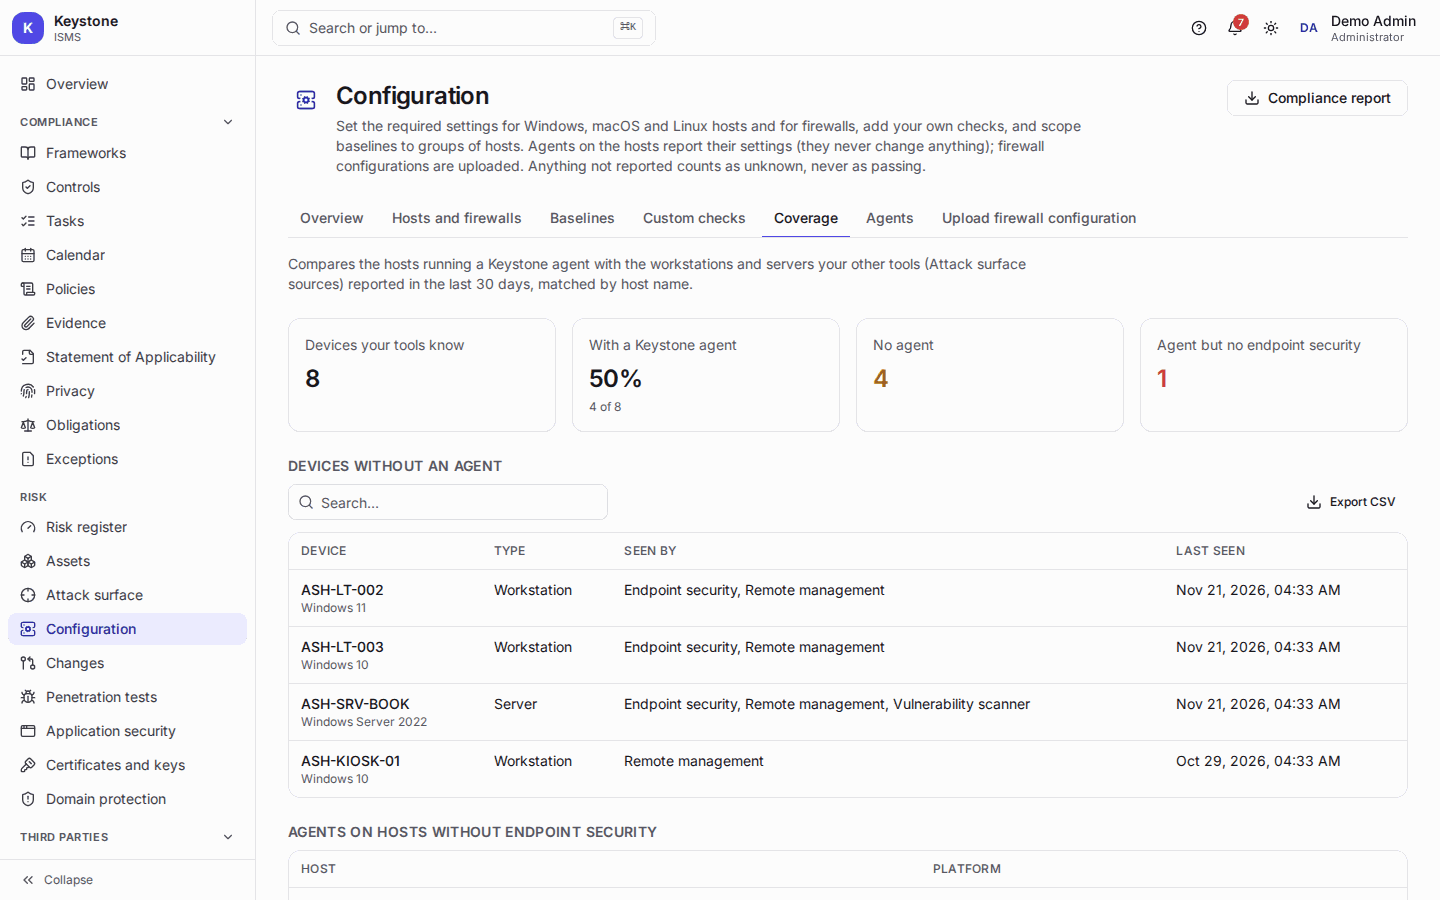 K
Keystone
ISMS
Search or jump to...
⌘K
7
DA
Demo Admin
Administrator
Overview
COMPLIANCE
Frameworks
Controls
Tasks
Calendar
Policies
Evidence
Statement of Applicability
Privacy
Obligations
Exceptions
RISK
Risk register
Assets
Attack surface
Configuration
Changes
Penetration tests
Application security
Certificates and keys
Domain protection
THIRD PARTIES
Collapse
Configuration
Compliance report
Set the required settings for Windows, macOS and Linux hosts and for firewalls, add your own checks, and scope
baselines to groups of hosts. Agents on the hosts report their settings (they never change anything); firewall
configurations are uploaded. Anything not reported counts as unknown, never as passing.
Overview Hosts and firewalls Baselines Custom checks Coverage Agents Upload firewall configuration
Compares the hosts running a Keystone agent with the workstations and servers your other tools (Attack surface
sources) reported in the last 30 days, matched by host name.
Devices your tools know
8
With a Keystone agent
50%
4 of 8
No agent
4
Agent but no endpoint security
1
DEVICES WITHOUT AN AGENT
Search...
Export CSV
DEVICE TYPE SEEN BY LAST SEEN
ASH-LT-002 Workstation Endpoint security, Remote management Nov 21, 2026, 04:33 AM
Windows 11
ASH-LT-003 Workstation Endpoint security, Remote management Nov 21, 2026, 04:33 AM
Windows 10
ASH-SRV-BOOK Server Endpoint security, Remote management, Vulnerability scanner Nov 21, 2026, 04:33 AM
Windows Server 2022
ASH-KIOSK-01 Workstation Remote management Oct 29, 2026, 04:33 AM
Windows 10
AGENTS ON HOSTS WITHOUT ENDPOINT SECURITY
HOST PLATFORM